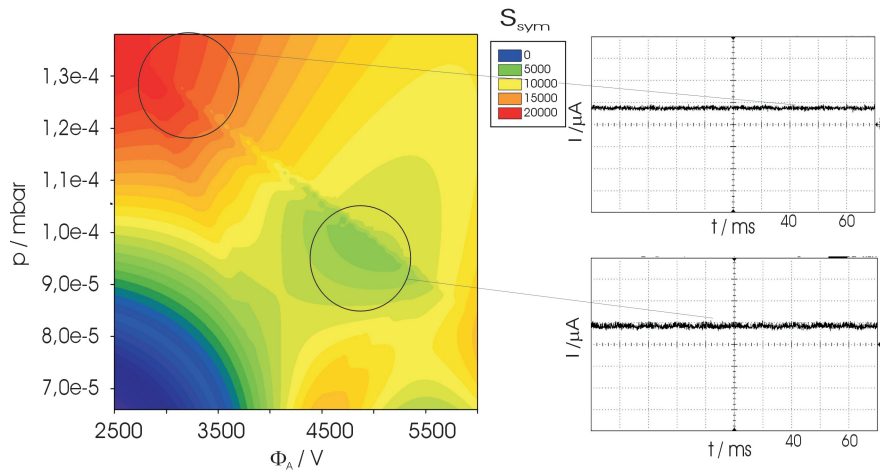 S sym
0
5000
10000
15000
20000
p / mbar
1,3e-4
1,2e-4
1,1e-4
1,0e-4
9,0e-5
8,0e-5
7,0e-5
2500 3500 4500 5500
Φ_A / V
I /µA
t / ms 40 60
I /µA
t / ms 40 60